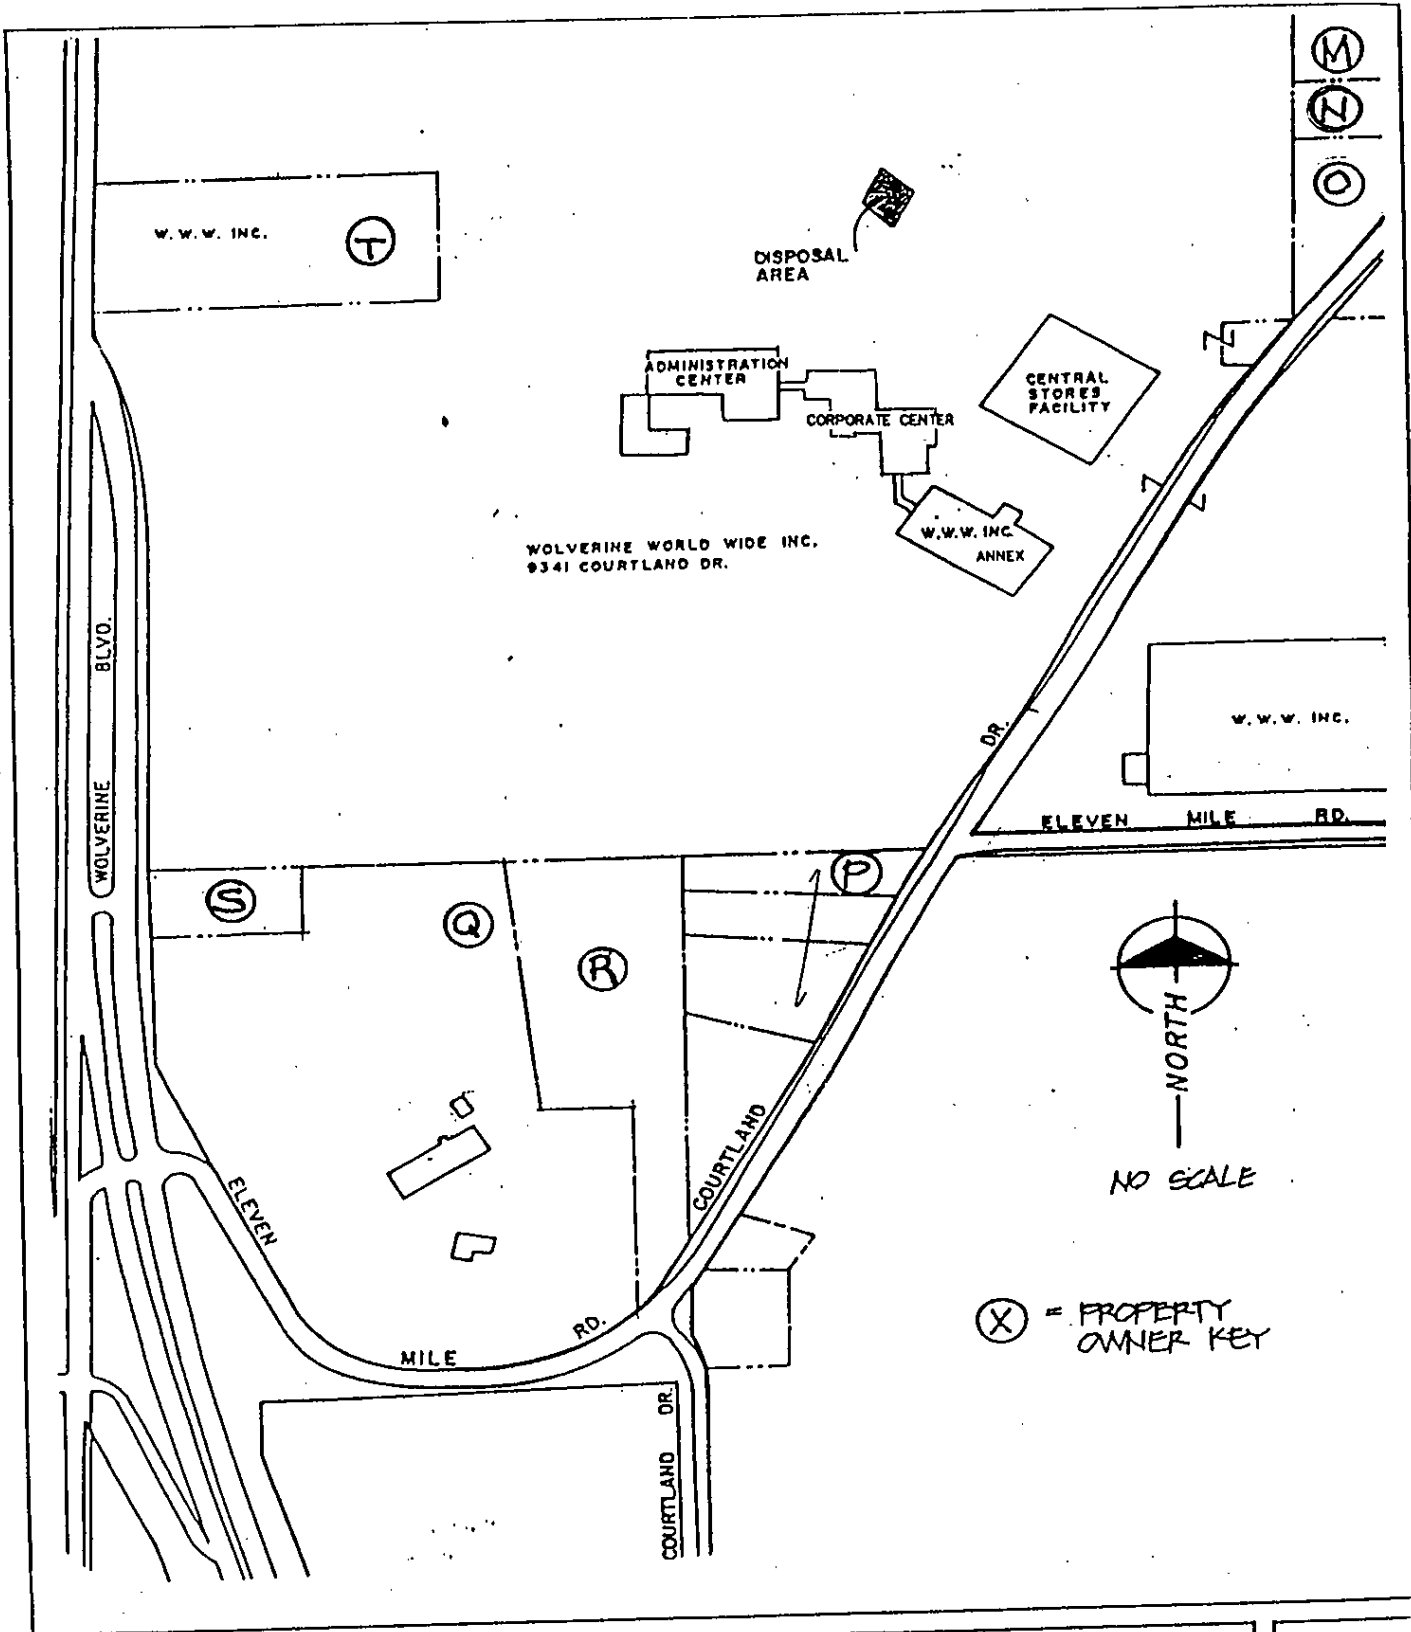 M
N
O
W.W.W. INC.
T
DISPOSAL
AREA
ADMINISTRATION
CENTER
CORPORATE CENTER
CENTRAL
STORES
FACILITY
W.W.W. INC.
ANNEX
WOLVERINE WORLD WIDE INC.
9341 COURTLAND DR.
WOLVERINE BLVD.
W.W.W. INC.
ELEVEN MILE RD.
COURTLAND DR.
S
Q
R
P
NORTH
NO SCALE
ELEVEN MILE RD.
X = PROPERTY
OWNER KEY
COURTLAND DR.